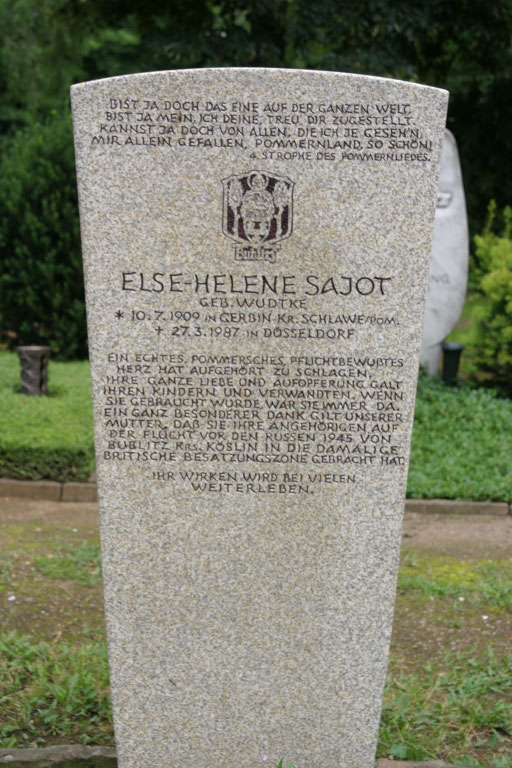 BIST JA DOCH DAS EINE AUF DER GANZEN WELT,
BIST JA MEIN, ICH DEINE, TREU DIR ZUGESTELLT.
KANNST JA DOCH VON ALLEN, DIE ICH JE GESEH'N,
MIR ALLEIN GEFALLEN, POMMERNLAND, SO SCHÖN!
4. STROPHE DES POMMERNLIEDES.
Bublitz
ELSE-HELENE SAJOT
GEB. WUDTKE
* 10.7.1909 IN GERBIN KR. SCHLAWE/POM.
+ 27.3.1987 IN DÜSSELDORF
EIN ECHTES, POMMERSCHES, PFLICHTBEWUßTES
HERZ HAT AUFGEHÖRT ZU SCHLAGEN,
IHRE GANZE LIEBE UND AUFOPFERUNG GALT
IHREN KINDERN UND VERWANDTEN. WENN
SIE GEBRAUCHT WURDE, WAR SIE IMMER DA.
EIN GANZ BESONDERER DANK GILT UNSERER
MUTTER, DAß SIE IHRE ANGEHÖRIGEN AUF
DER FLUCHT VOR DEN RUSSEN 1945 VON
BUBLITZ KRS. KÖSLIN IN DIE DAMALIGE
BRITISCHE BESATZUNGSZONE GEBRACHT HAT.
IHR WIRKEN WIRD BEI VIELEN
WEITERLEBEN.